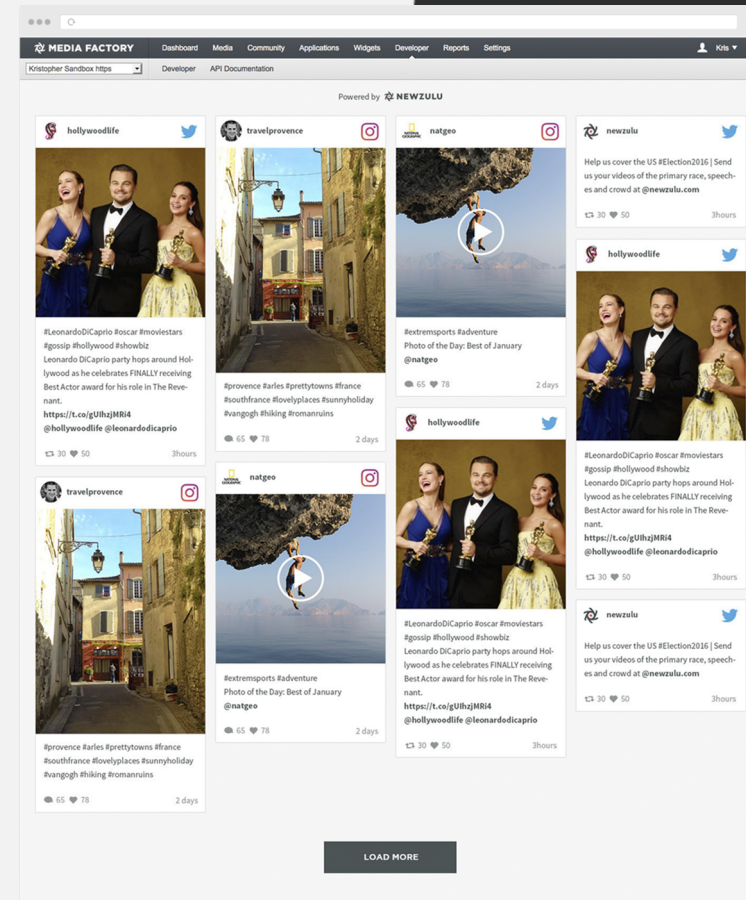 MEDIA FACTORY
Dashboard
Media
Community
Applications
Widgets
Developer
Reports
Settings
Kris
Kristopher Sandbox https
Developer
API Documentation
Powered by NEWZULU
hollywoodlife
#LeonardoDiCaprio #oscar #moviestars
#gossip #hollywood #showbiz
Leonardo DiCaprio party hops around Hol-
lywood as he celebrates FINALLY receiving
Best Actor award for his role in The Reve-
nant.
https://t.co/gUIhzjMRi4
@hollywoodlife @leonardodicaprio
30 50 3hours
travelprovence
#provence #arles #prettytowns #france
#southfrance #lovelyplaces #sunnyholiday
#vangogh #hiking #romanruins
65 78 2 days
travelprovence
#provence #arles #prettytowns #france
#southfrance #lovelyplaces #sunnyholiday
#vangogh #hiking #romanruins
65 78 2 days
NATIONAL
GEOGRAPHIC
natgeo
#extremsports #adventure
Photo of the Day: Best of January
@natgeo
65 78 2 days
NATIONAL
GEOGRAPHIC
natgeo
#extremsports #adventure
Photo of the Day: Best of January
@natgeo
65 78 2 days
hollywoodlife
#LeonardoDiCaprio #oscar #moviestars
#gossip #hollywood #showbiz
Leonardo DiCaprio party hops around Hol-
lywood as he celebrates FINALLY receiving
Best Actor award for his role in The Reve-
nant.
https://t.co/gUIhzjMRi4
@hollywoodlife @leonardodicaprio
30 50 3hours
newzulu
Help us cover the US #Election2016 | Send
us your videos of the primary race, speech-
es and crowd at @newzulu.com
30 50 3hours
hollywoodlife
#LeonardoDiCaprio #oscar #moviestars
#gossip #hollywood #showbiz
Leonardo DiCaprio party hops around Hol-
lywood as he celebrates FINALLY receiving
Best Actor award for his role in The Reve-
nant.
https://t.co/gUIhzjMRi4
@hollywoodlife @leonardodicaprio
30 50 3hours
newzulu
Help us cover the US #Election2016 | Send
us your videos of the primary race, speech-
es and crowd at @newzulu.com
30 50 3hours
LOAD MORE